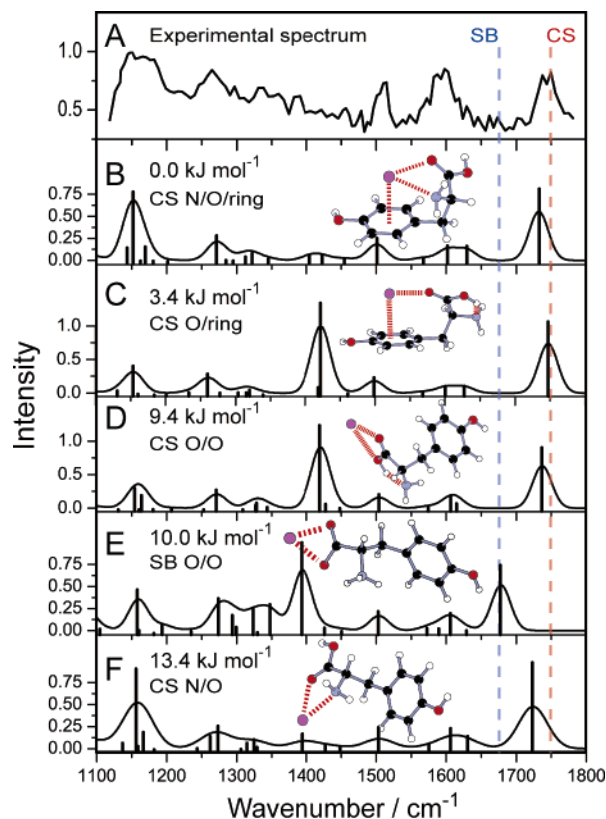 A Experimental spectrum SB CS
1.0
0.5
B 0.0 kJ mol⁻¹
CS N/O/ring
0.75
0.50
0.25
0.00
C 3.4 kJ mol⁻¹
CS O/ring
1.0
0.5
0.0
D 9.4 kJ mol⁻¹
CS O/O
1.0
0.5
0.0
E 10.0 kJ mol⁻¹
SB O/O
0.75
0.50
0.25
0.00
F 13.4 kJ mol⁻¹
CS N/O
0.75
0.50
0.25
0.00
Intensity
1100 1200 1300 1400 1500 1600 1700 1800
Wavenumber / cm⁻¹